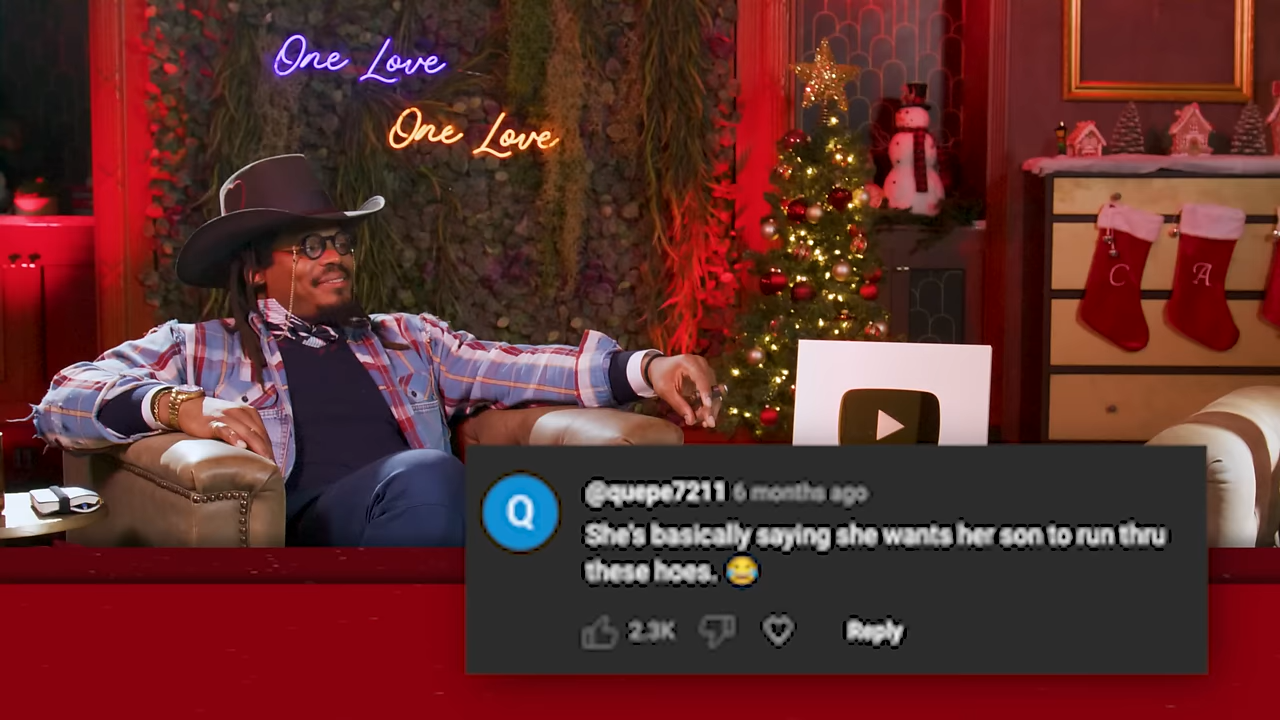 One Love
One Love
C A
Q
@quepe7211 6 months ago
She's basically saying she wants her son to run thru
these hoes. 😂
2.3K Reply